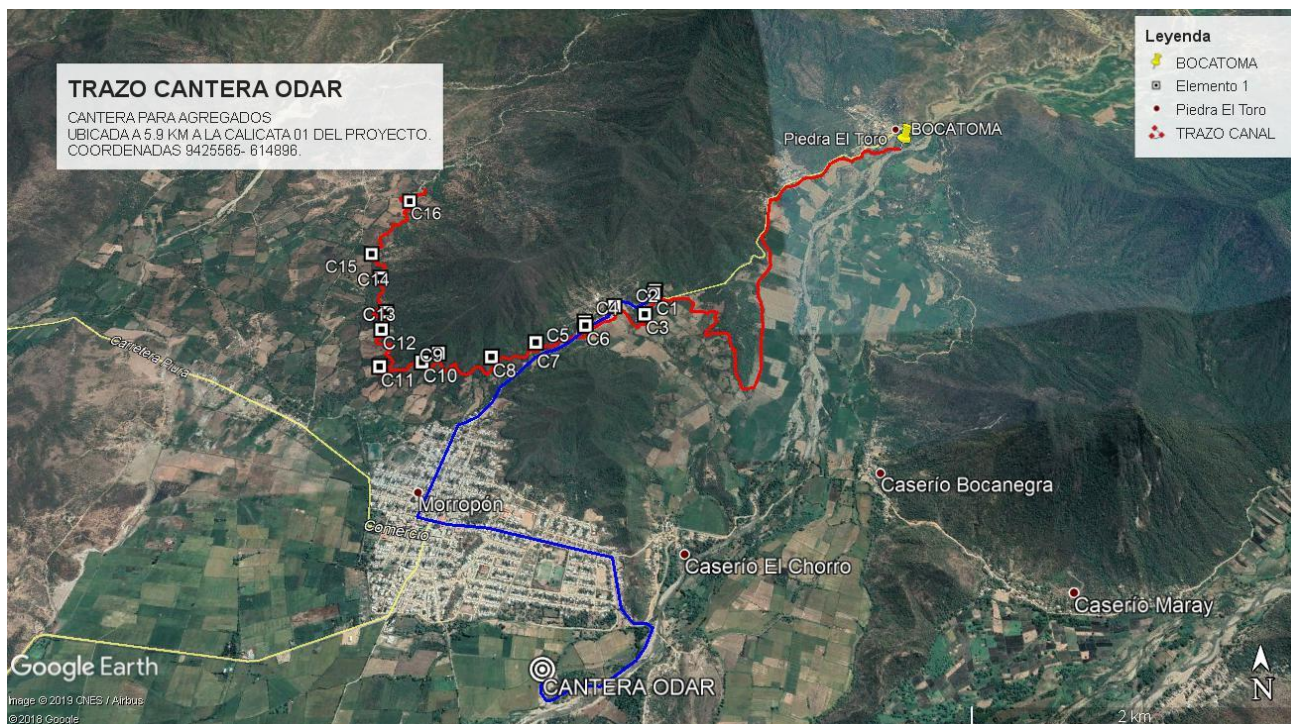 TRAZO CANTERA ODAR
CANTERA PARA AGREGADOS
UBICADA A 5.9 KM A LA CALICATA 01 DEL PROYECTO.
COORDENADAS 9425565- 614896.
Leyenda
BOCATOMA
Elemento 1
Piedra El Toro
TRAZO CANAL
Piedra El Toro
BOCATOMA
C16
C15
C14
C13
C12
C11
C9
C10
C8
C5
C7
C4
C6
C2
C1
C3
Carretera Piura
Morropón
Comercio
Caserío Bocanegra
Caserío El Chorro
Caserío Maray
CANTERA ODAR
Google Earth
Image © 2019 CNES / Airbus
© 2018 Google
N
2 km